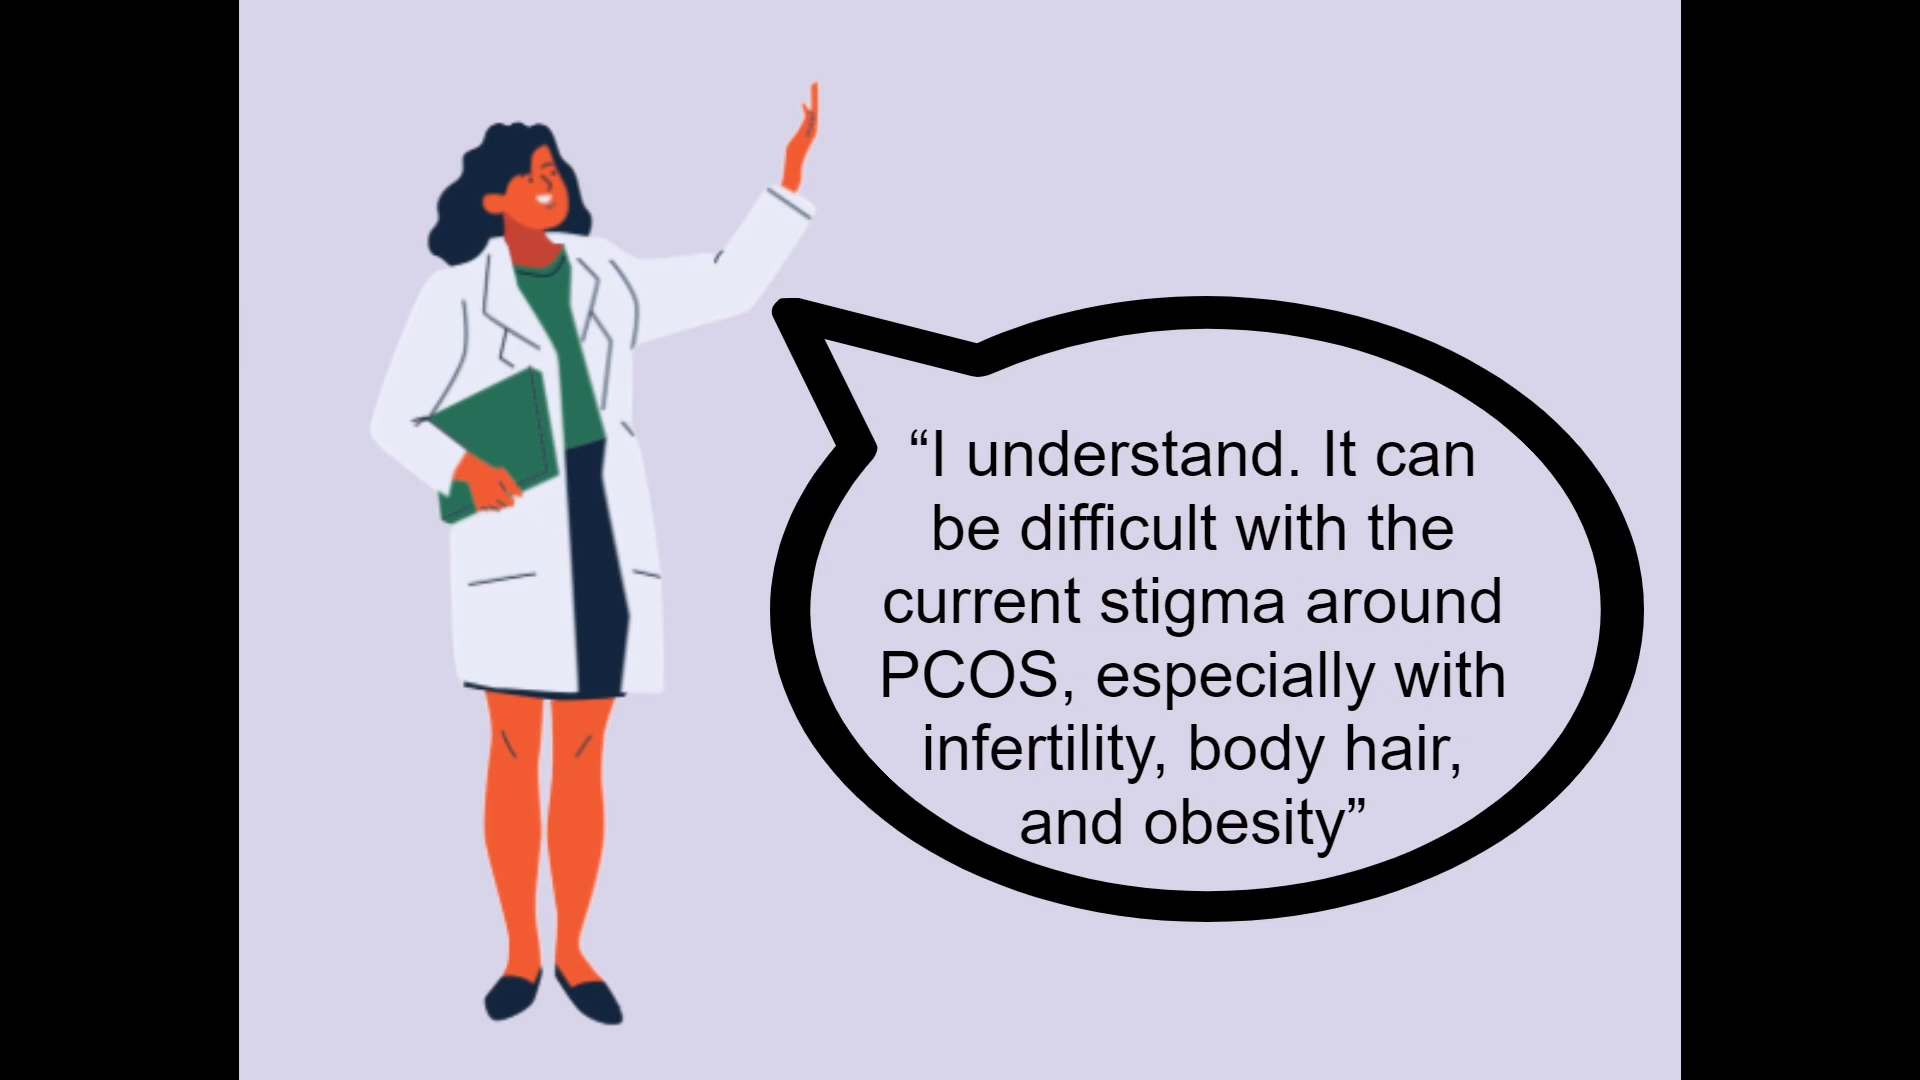 “I understand. It can
be difficult with the
current stigma around
PCOS, especially with
infertility, body hair,
and obesity”